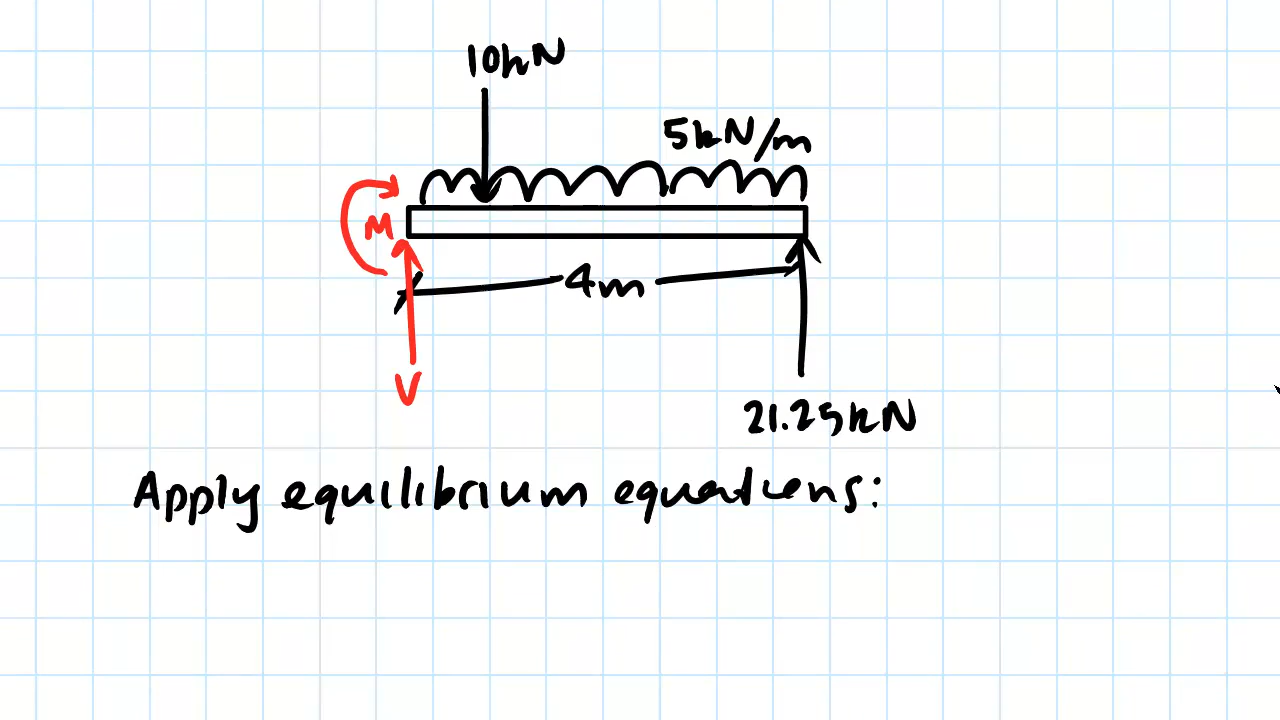 10kN
5kN/m
M
4m
V
21.25kN
Apply equilibrium equations: